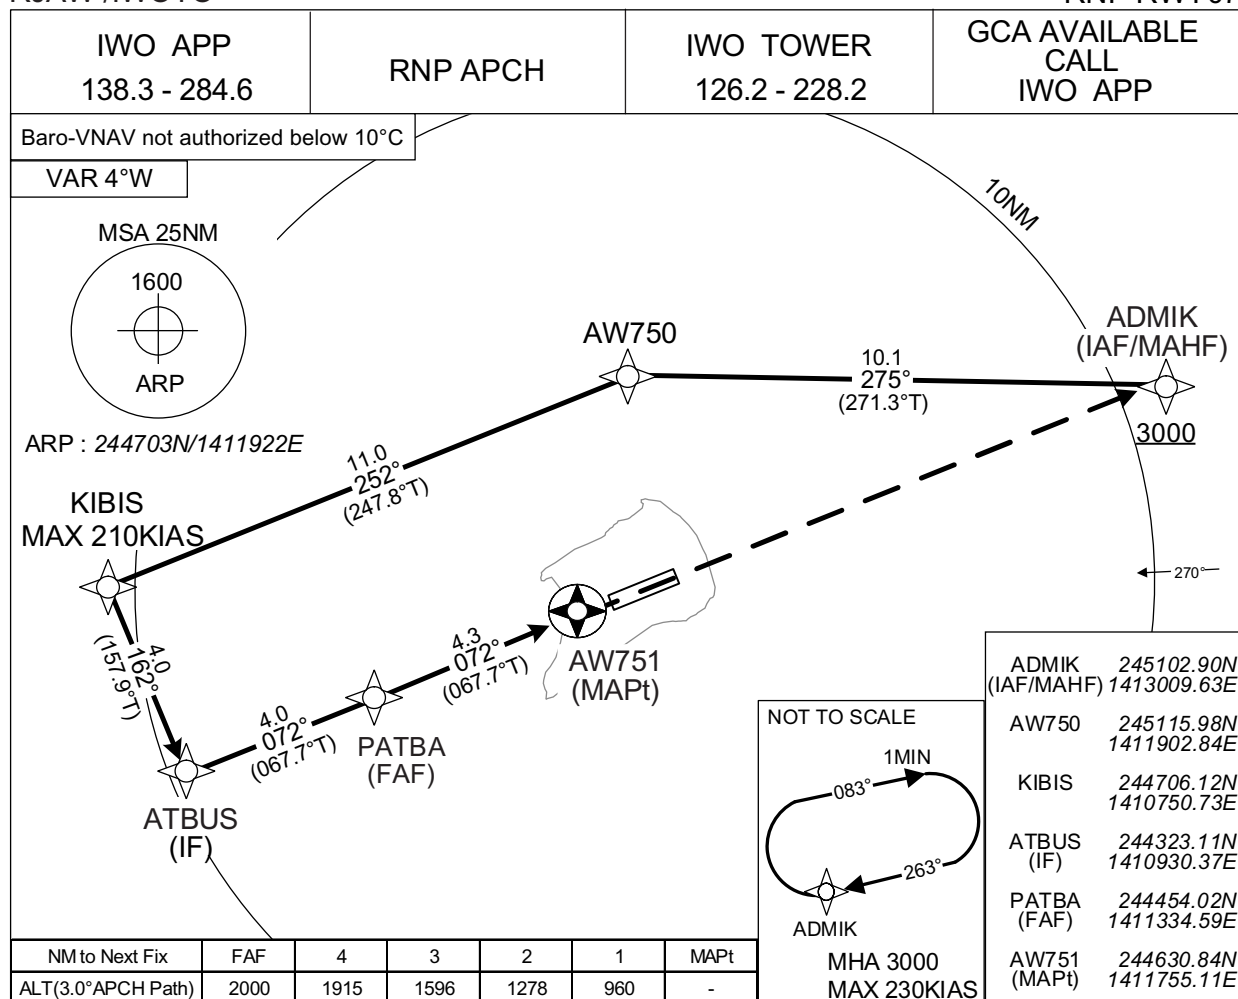 IWO APP
138.3 - 284.6
RNP APCH
IWO TOWER
126.2 - 228.2
GCA AVAILABLE
CALL
IWO APP
Baro-VNAV not authorized below 10°C
VAR 4°W
MSA 25NM
1600
ARP
ARP : 244703N/1411922E
10NM
AW750
ADMIK
(IAF/MAHF)
3000
10.1
275°
(271.3°T)
11.0
252°
(247.8°T)
KIBIS
MAX 210KIAS
4.0
162°
(157.9°T)
270°
4.3
072°
(067.7°T)
AW751
(MAPt)
4.0
072°
(067.7°T)
PATBA
(FAF)
ATBUS
(IF)
NOT TO SCALE
1MIN
083°
263°
ADMIK
MHA 3000
MAX 230KIAS
ADMIK 245102.90N
(IAF/MAHF) 1413009.63E
AW750 245115.98N
1411902.84E
KIBIS 244706.12N
1410750.73E
ATBUS 244323.11N
(IF) 1410930.37E
PATBA 244454.02N
(FAF) 1411334.59E
AW751 244630.84N
(MAPt) 1411755.11E
NM to Next Fix FAF 4 3 2 1 MAPt
ALT(3.0°APCH Path) 2000 1915 1596 1278 960 -